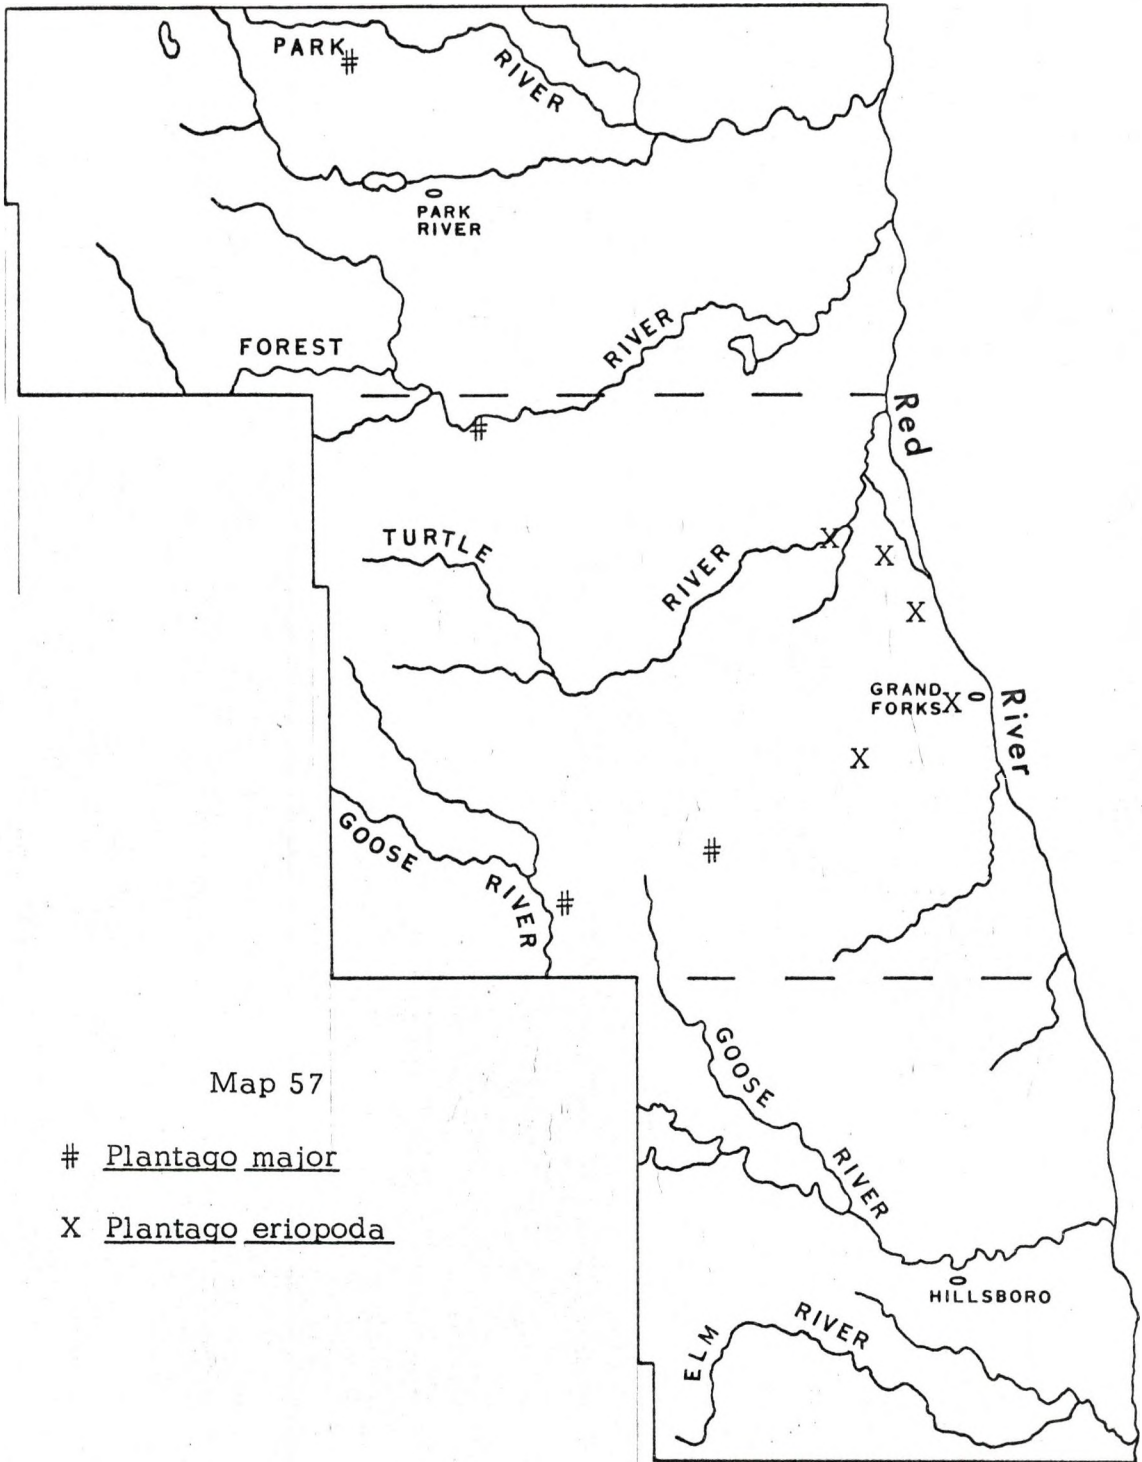 PARK
#
RIVER
PARK
RIVER
FOREST
RIVER
Red
#
TURTLE
X
X
RIVER
X
GRAND
FORKS X
River
X
GOOSE
#
RIVER
#
GOOSE
Map 57
# Plantago major
RIVER
X Plantago eriopoda
HILLSBORO
RIVER
ELM